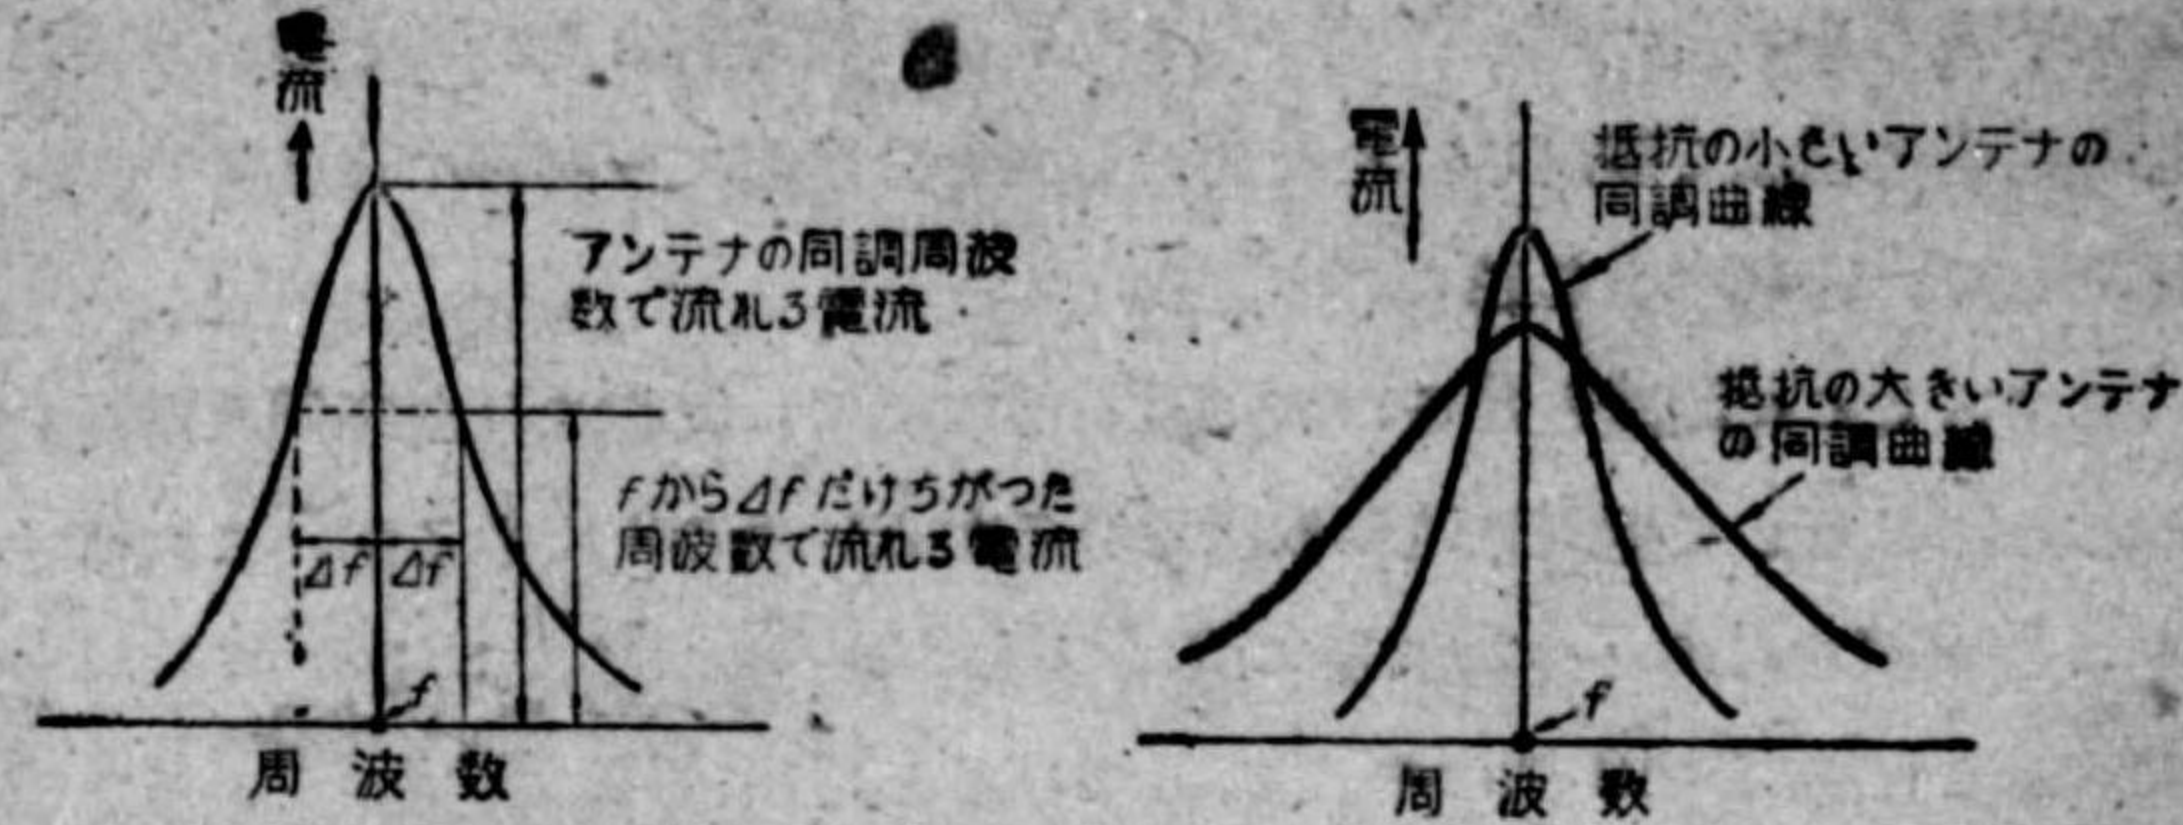 電流
アンテナの同調周波
数で流れる電流
fからΔfだけちがつた
周波数で流れる電流
Δf Δf
f
周波数
電流
抵抗の小さいアンテナの
同調曲線
抵抗の大きいアンテナ
の同調曲線
f
周波数